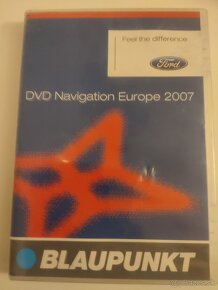 Feel the difference
Ford
DVD Navigation Europe 2007
BLAUPUNKT